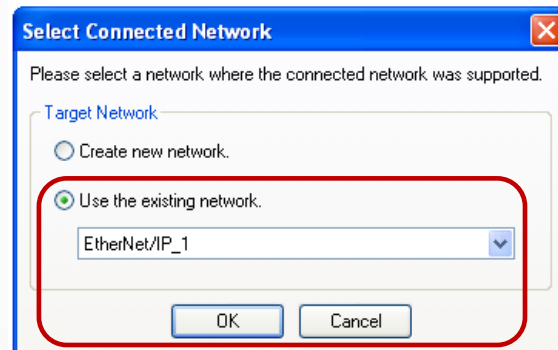 Select Connected Network
Please select a network where the connected network was supported.
Target Network
Create new network.
Use the existing network.
EtherNet/IP_1
OK Cancel